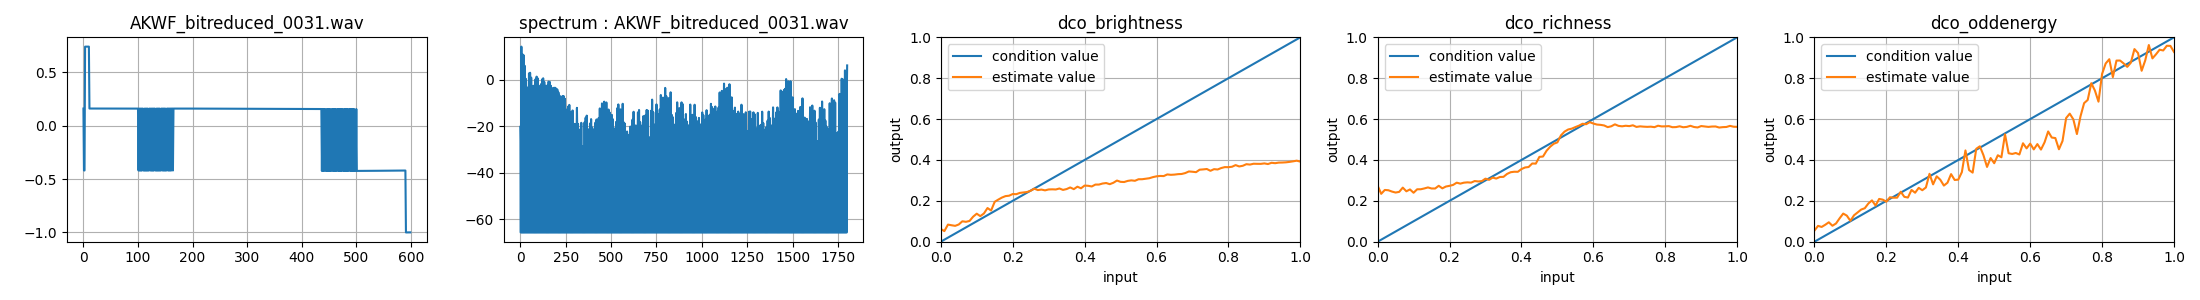 AKWF_bitreduced_0031.wav
0.5
0.0
−0.5
−1.0
0 100 200 300 400 500 600
spectrum : AKWF_bitreduced_0031.wav
0
−20
−40
−60
0 250 500 750 1000 1250 1500 1750
dco_brightness
condition value
estimate value
output
1.0
0.8
0.6
0.4
0.2
0.0
0.0 0.2 0.4 0.6 0.8 1.0
input
dco_richness
condition value
estimate value
output
1.0
0.8
0.6
0.4
0.2
0.0
0.0 0.2 0.4 0.6 0.8 1.0
input
dco_oddenergy
condition value
estimate value
output
1.0
0.8
0.6
0.4
0.2
0.0
0.0 0.2 0.4 0.6 0.8 1.0
input